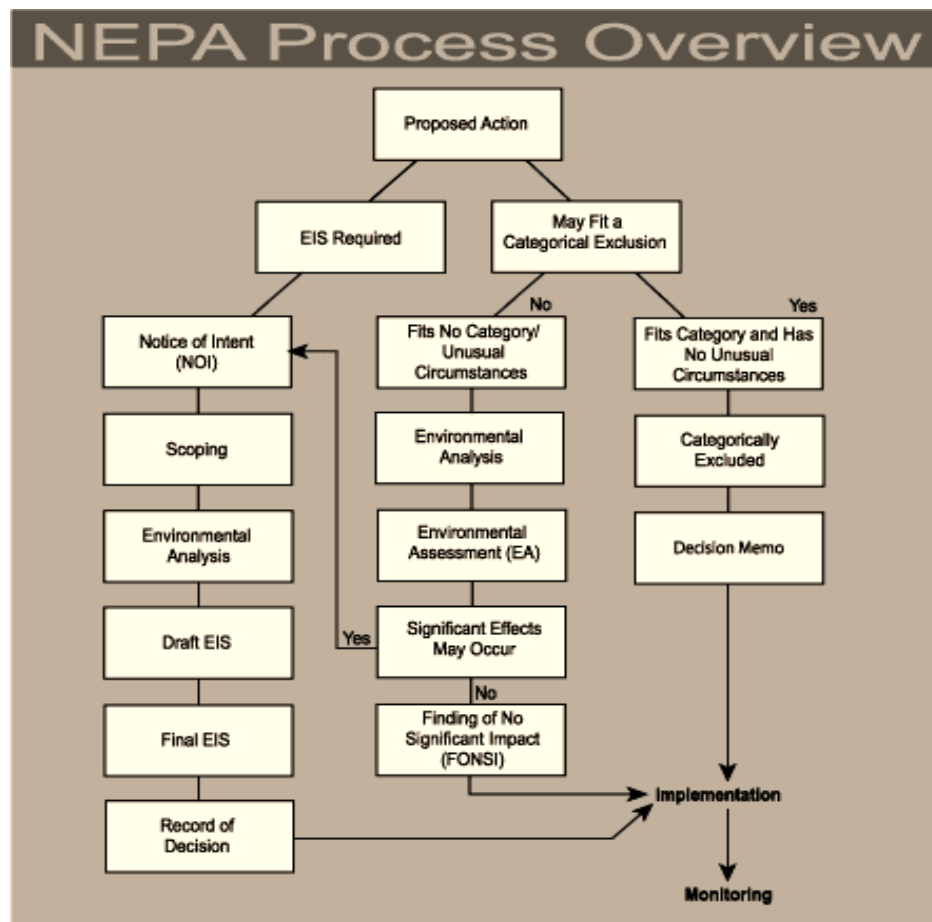 NEPA Process Overview
Proposed Action
EIS Required
May Fit a
Categorical Exclusion
No
Yes
Notice of Intent
(NOI)
Fits No Category/
Unusual
Circumstances
Fits Category and Has
No Unusual
Circumstances
Scoping
Environmental
Analysis
Categorically
Excluded
Environmental
Analysis
Environmental
Assessment (EA)
Decision Memo
Draft EIS
Yes
Significant Effects
May Occur
No
Final EIS
Finding of No
Significant Impact
(FONSI)
Implementation
Record of
Decision
Monitoring